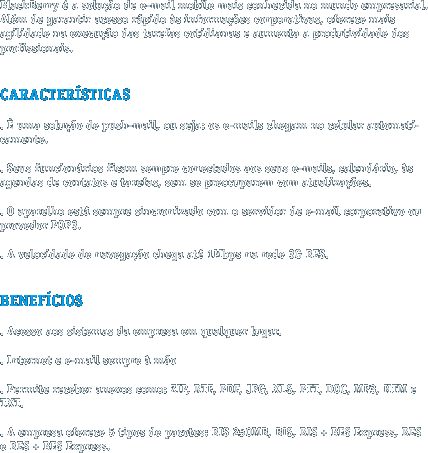 BlackBerry é a solução de e-mail mobile mais conhecida no mundo empresarial.
Além de garantir acesso rápido às informações corporativas, oferece mais
agilidade na execução das tarefas cotidianas e aumenta a produtividade dos
profissionais.
CARACTERÍSTICAS
. É uma solução de push-mail, ou seja: os e-mails chegam no celular automati-
camente.
. Seus funcionários ficam sempre conectados aos seus e-mails, calendário, às
agendas de contatos e tarefas, sem se preocuparem com atualizações.
. O aparelho está sempre sincronizado com o servidor de e-mail corporativo ou
provedor POP3.
. A velocidade de navegação chega até 1Mbps na rede 3G
BENEFÍCIOS
. Acesso aos sistemas da empresa em qualquer lugar.
. Internet e e-mail sempre à mão
. Permite receber anexos como: ZIP, RTF, PDF, JPG, XLS, PPT, DOC, MP3, HTM e
TXT.
. A empresa oferece 5 tipos de pacotes: BIS, BIS + BES Express, BES
e BES + BES Express.